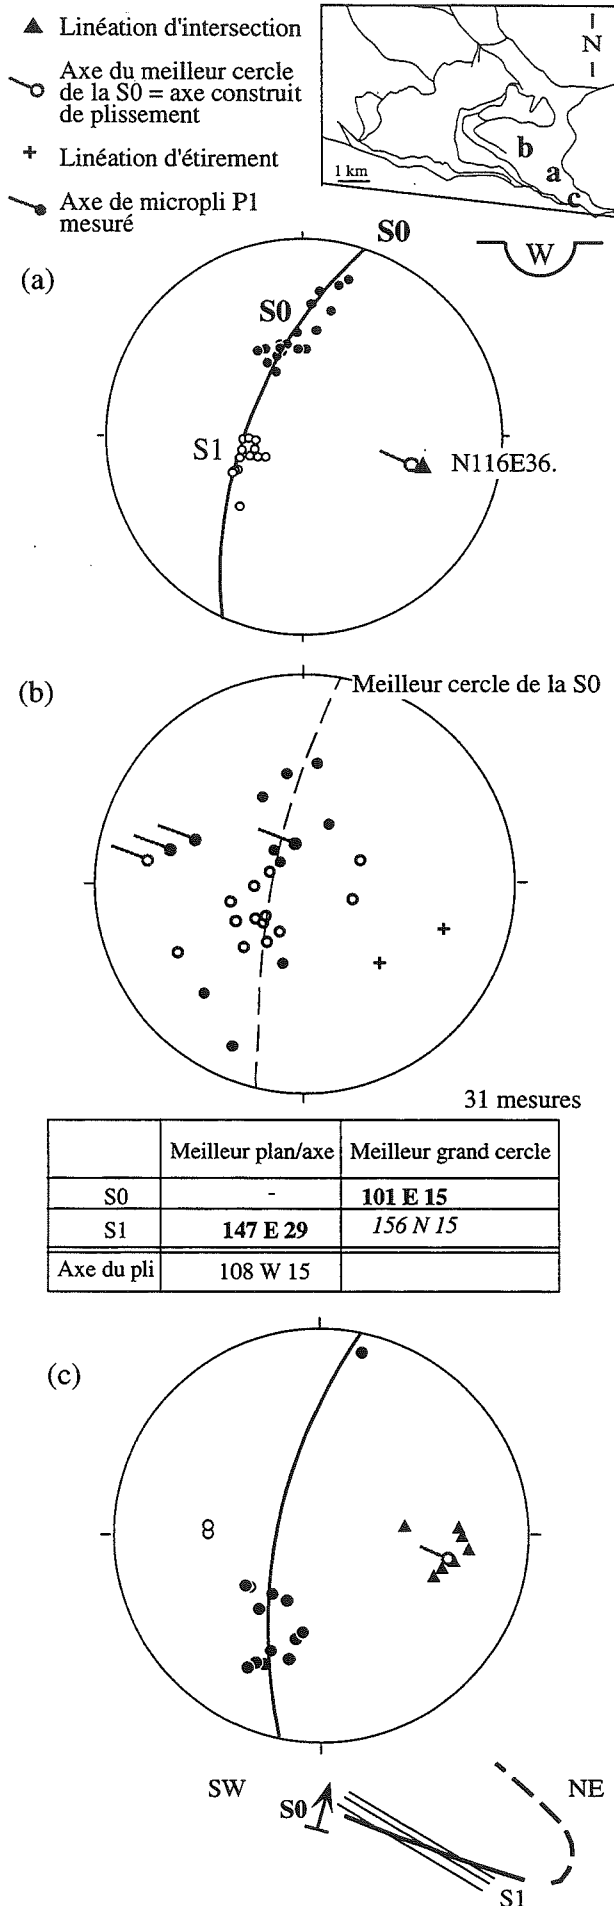 Linéation d'intersection
Axe du meilleur cercle
de la S0 = axe construit
de plissement
Linéation d'étirement
Axe de micropli P1
mesuré
N
b
a
c
1 km
W
(a)
S0
S0
S1
N116E36.
(b)
Meilleur cercle de la S0
31 mesures
Meilleur plan/axe Meilleur grand cercle
S0 - 101 E 15
S1 147 E 29 156 N 15
Axe du pli 108 W 15
(c)
SW NE
S0
S1